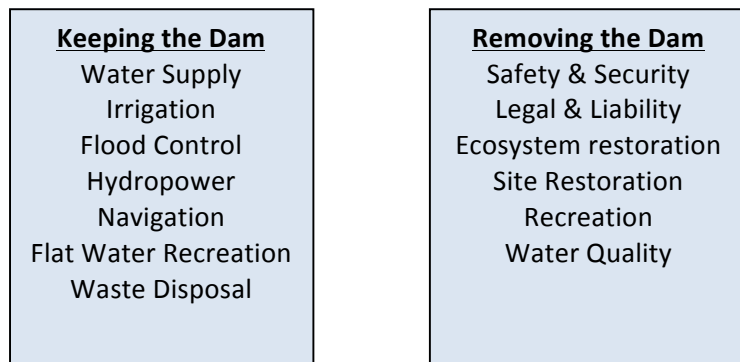 Keeping the Dam
Water Supply
Irrigation
Flood Control
Hydropower
Navigation
Flat Water Recreation
Waste Disposal
Removing the Dam
Safety & Security
Legal & Liability
Ecosystem restoration
Site Restoration
Recreation
Water Quality